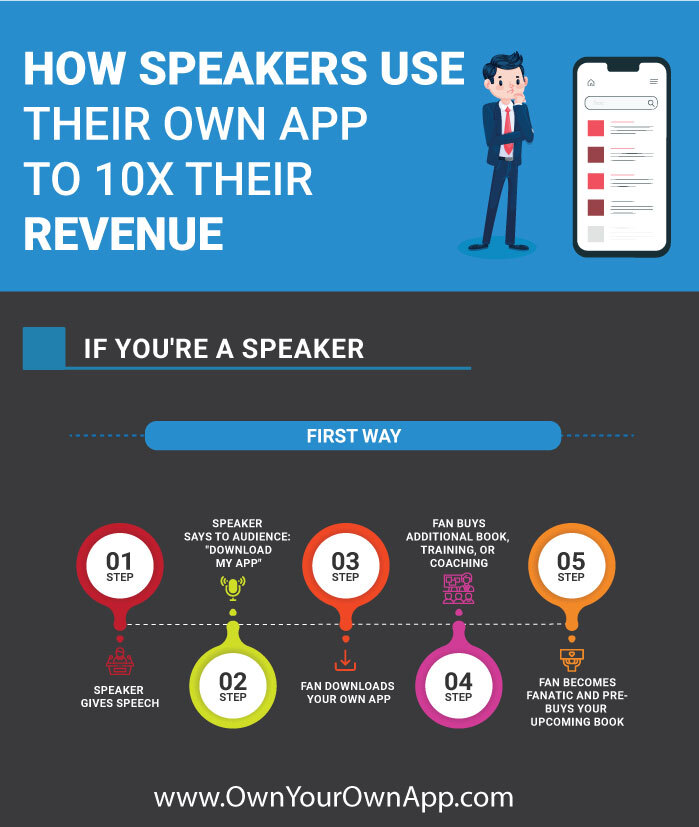 HOW SPEAKERS USE
THEIR OWN APP
TO 10X THEIR
REVENUE
IF YOU'RE A SPEAKER
FIRST WAY
01
STEP
SPEAKER
GIVES SPEECH
SPEAKER
SAYS TO AUDIENCE:
"DOWNLOAD
MY APP"
02
STEP
03
STEP
FAN DOWNLOADS
YOUR OWN APP
FAN BUYS
ADDITIONAL BOOK,
TRAINING, OR
COACHING
04
STEP
05
STEP
FAN BECOMES
FANATIC AND PRE-
BUYS YOUR
UPCOMING BOOK
www.OwnYourOwnApp.com